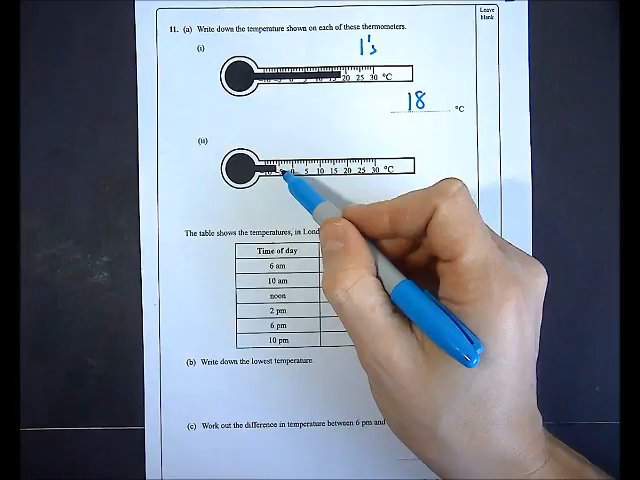 Leave
blank
11. (a) Write down the temperature shown on each of these thermometers.
(i)
1's
0 20 25 30 °C
18 °C
(ii)
0 5 10 15 20 25 30 °C
The table shows the temperatures, in Lond
Time of day
6 am
10 am
noon
2 pm
6 pm
10 pm
(b) Write down the lowest temperature.
(c) Work out the difference in temperature between 6 pm and